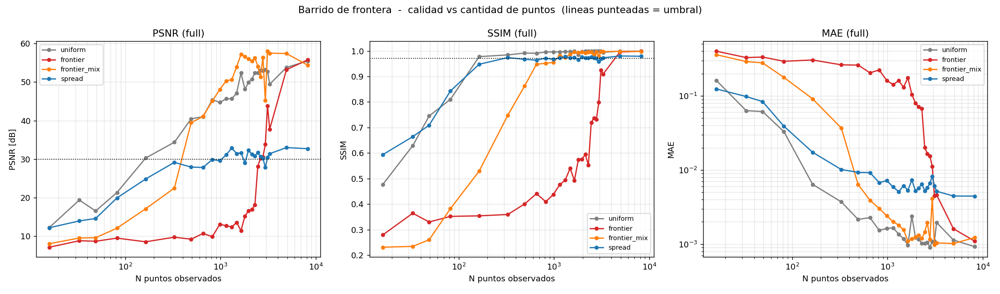 Barrido de frontera  -  calidad vs cantidad de puntos  (lineas punteadas = umbral)
PSNR (full)
60
50
40
30
20
10
PSNR [dB]
uniform
frontier
frontier_mix
spread
10²
10³
10⁴
N puntos observados
SSIM (full)
1.0
0.9
0.8
0.7
0.6
0.5
0.4
0.3
0.2
SSIM
uniform
frontier
frontier_mix
spread
10²
10³
10⁴
N puntos observados
MAE (full)
10⁻¹
10⁻²
10⁻³
MAE
uniform
frontier
frontier_mix
spread
10²
10³
10⁴
N puntos observados